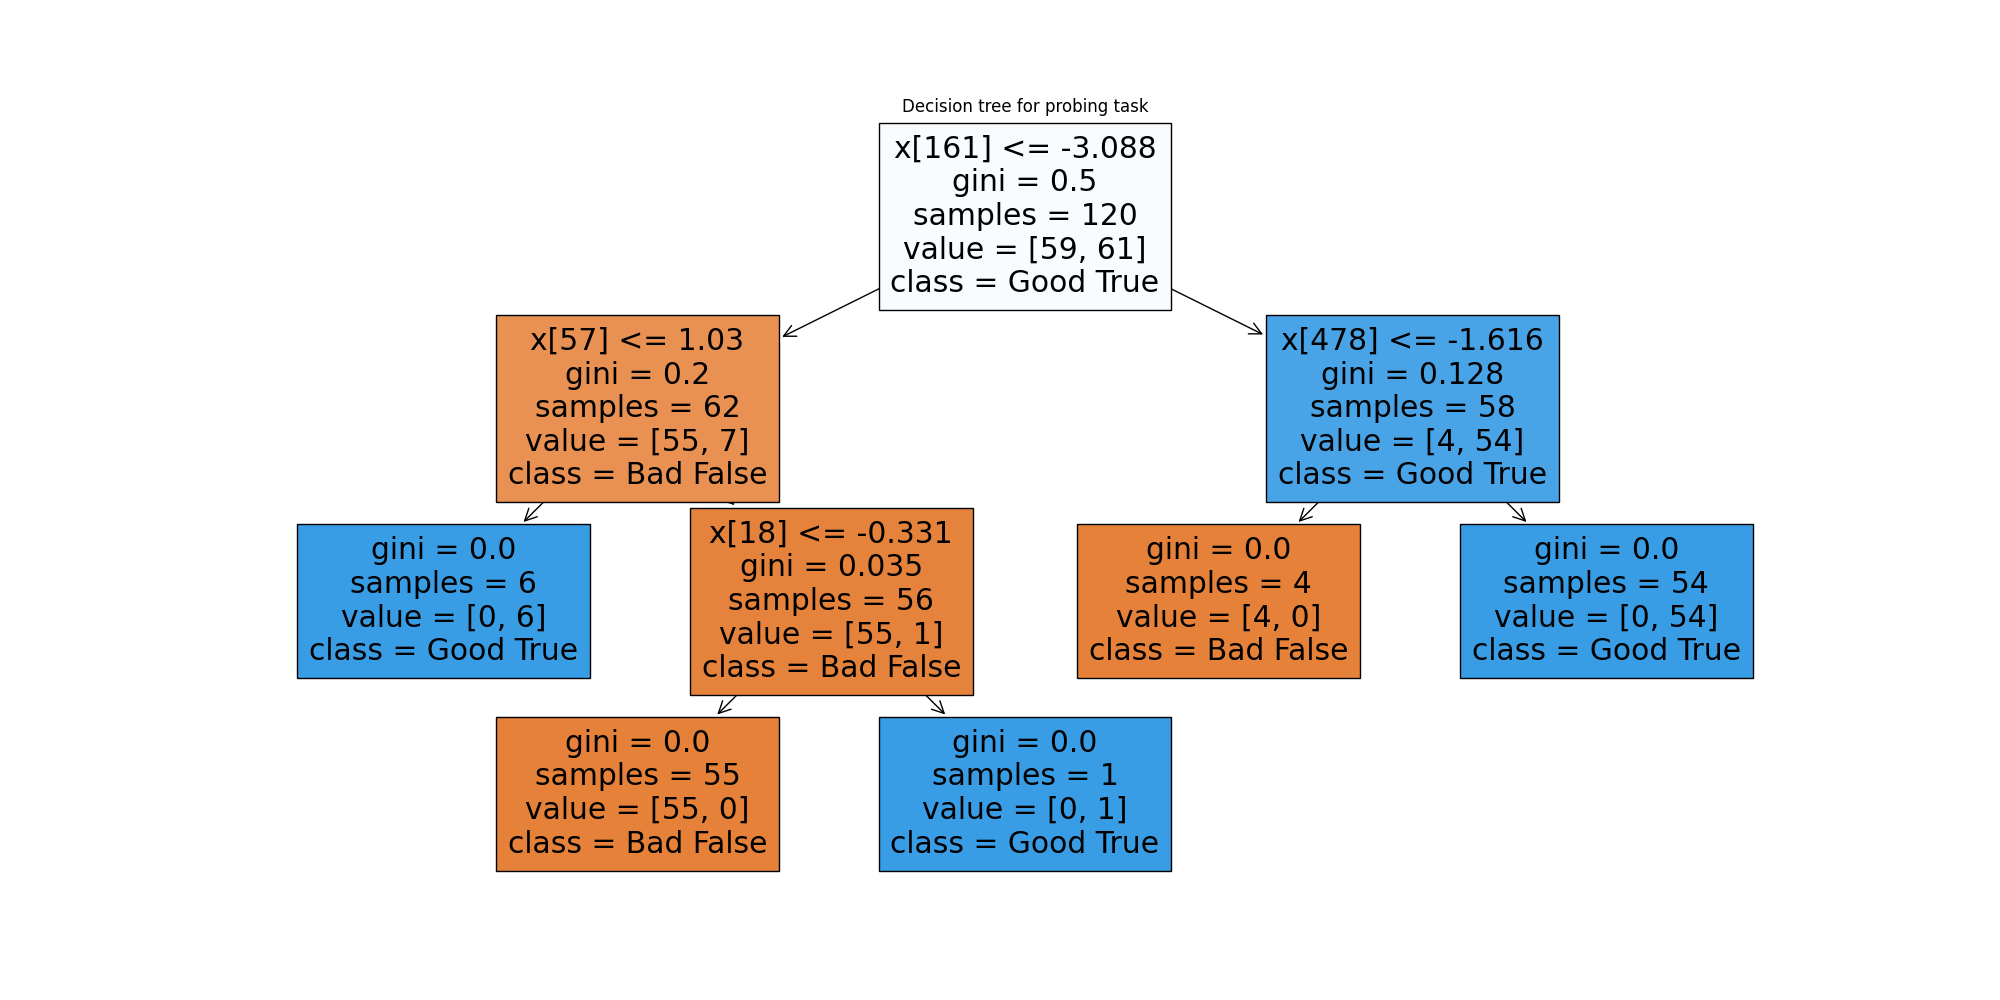 Decision tree for probing task
x[161] <= -3.088
gini = 0.5
samples = 120
value = [59, 61]
class = Good True
x[57] <= 1.03
gini = 0.2
samples = 62
value = [55, 7]
class = Bad False
x[478] <= -1.616
gini = 0.128
samples = 58
value = [4, 54]
class = Good True
gini = 0.0
samples = 6
value = [0, 6]
class = Good True
x[18] <= -0.331
gini = 0.035
samples = 56
value = [55, 1]
class = Bad False
gini = 0.0
samples = 4
value = [4, 0]
class = Bad False
gini = 0.0
samples = 54
value = [0, 54]
class = Good True
gini = 0.0
samples = 55
value = [55, 0]
class = Bad False
gini = 0.0
samples = 1
value = [0, 1]
class = Good True